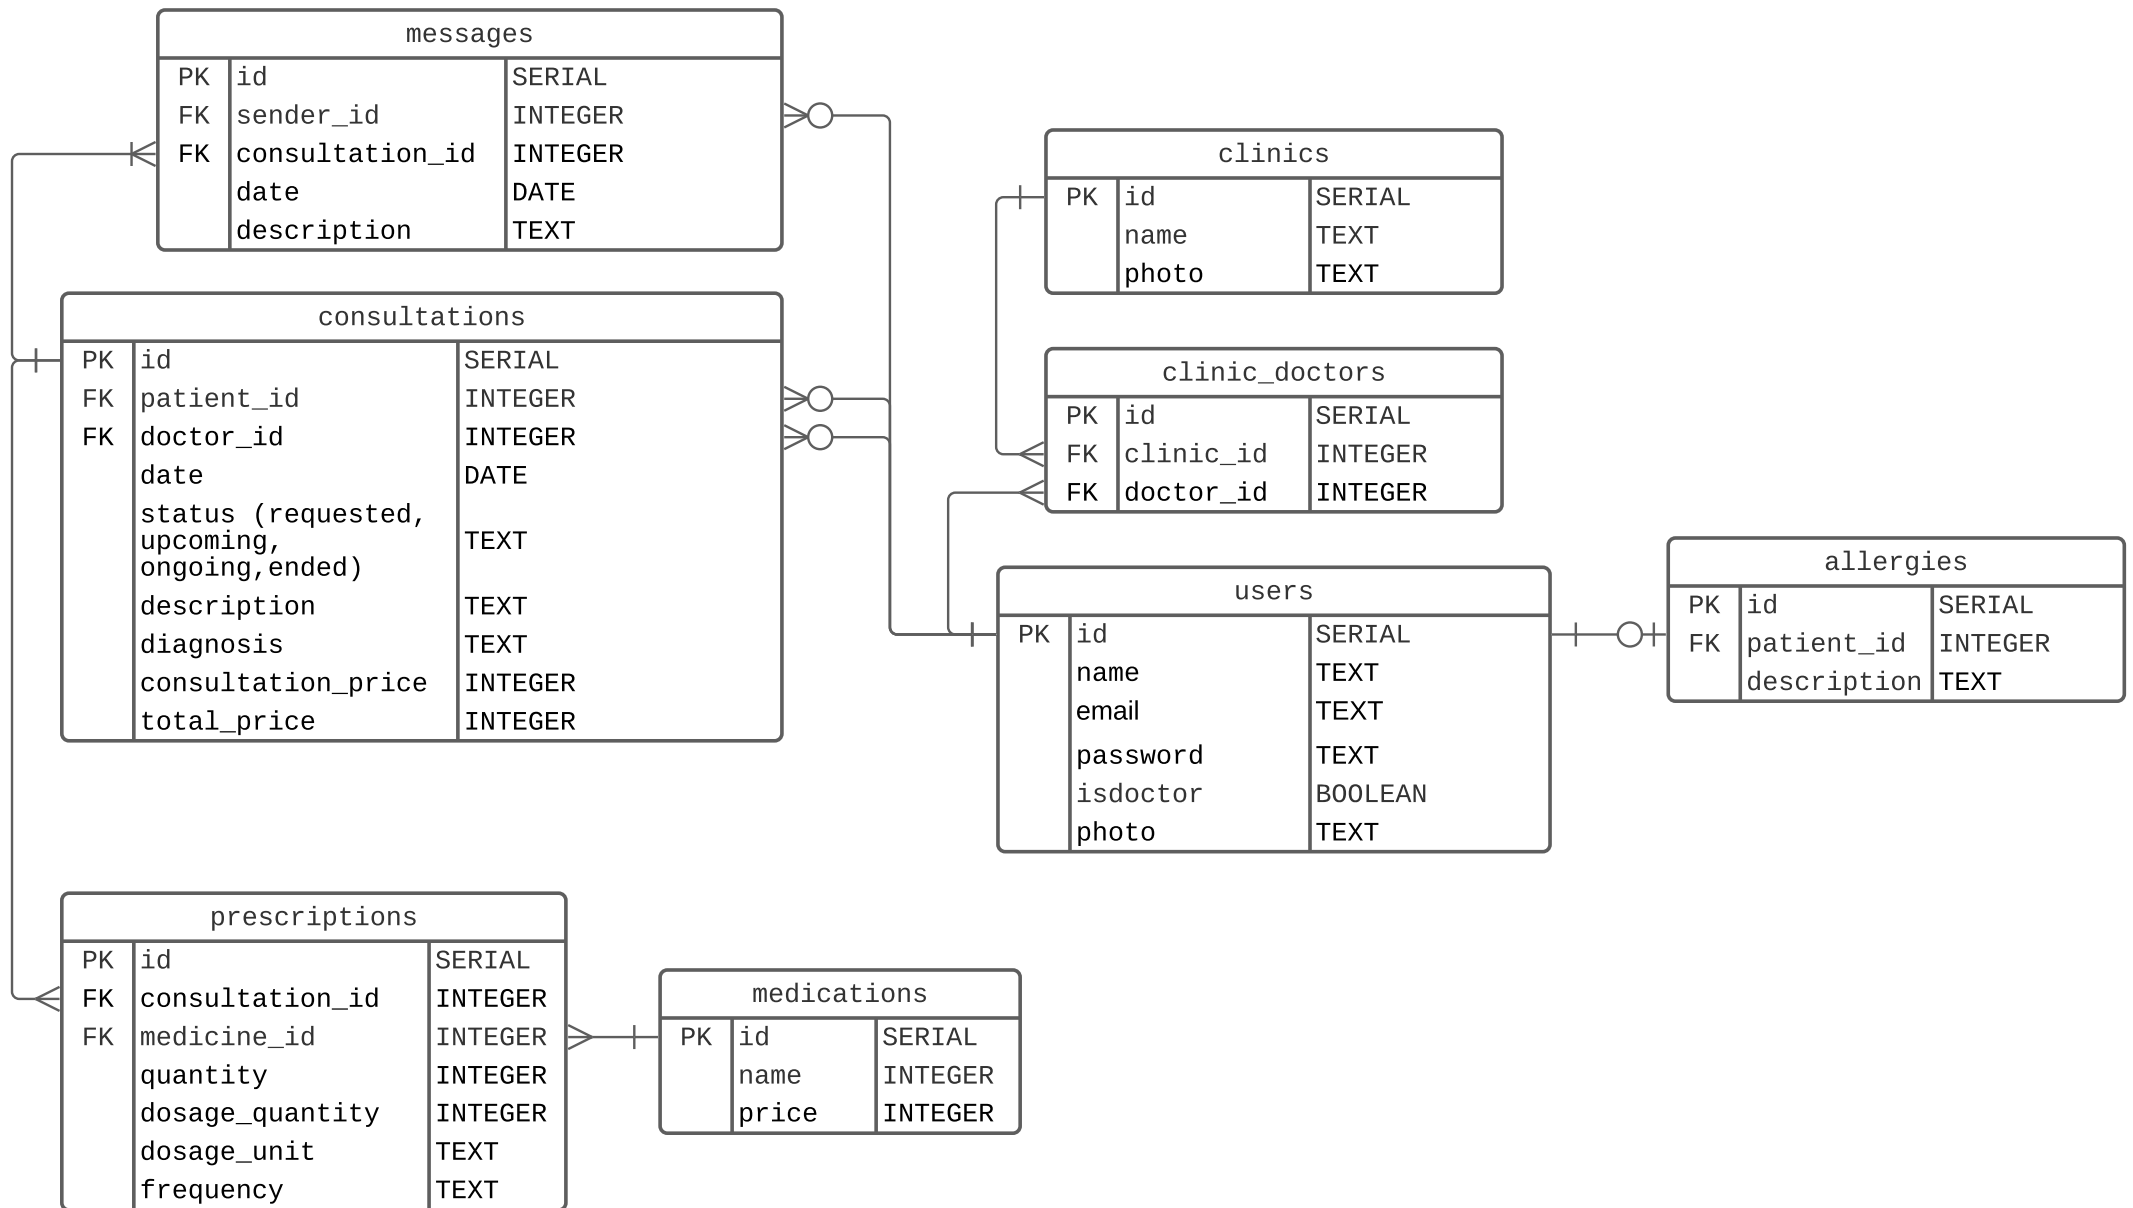 messages
PK id SERIAL
FK sender_id INTEGER
FK consultation_id INTEGER
date DATE
description TEXT
consultations
PK id SERIAL
FK patient_id INTEGER
FK doctor_id INTEGER
date DATE
status (requested,
upcoming, TEXT
ongoing,ended)
description TEXT
diagnosis TEXT
consultation_price INTEGER
total_price INTEGER
clinics
PK id SERIAL
name TEXT
photo TEXT
clinic_doctors
PK id SERIAL
FK clinic_id INTEGER
FK doctor_id INTEGER
users
PK id SERIAL
name TEXT
email TEXT
password TEXT
isdoctor BOOLEAN
photo TEXT
allergies
PK id SERIAL
FK patient_id INTEGER
description TEXT
prescriptions
PK id SERIAL
FK consultation_id INTEGER
FK medicine_id INTEGER
quantity INTEGER
dosage_quantity INTEGER
dosage_unit TEXT
frequency TEXT
medications
PK id SERIAL
name INTEGER
price INTEGER